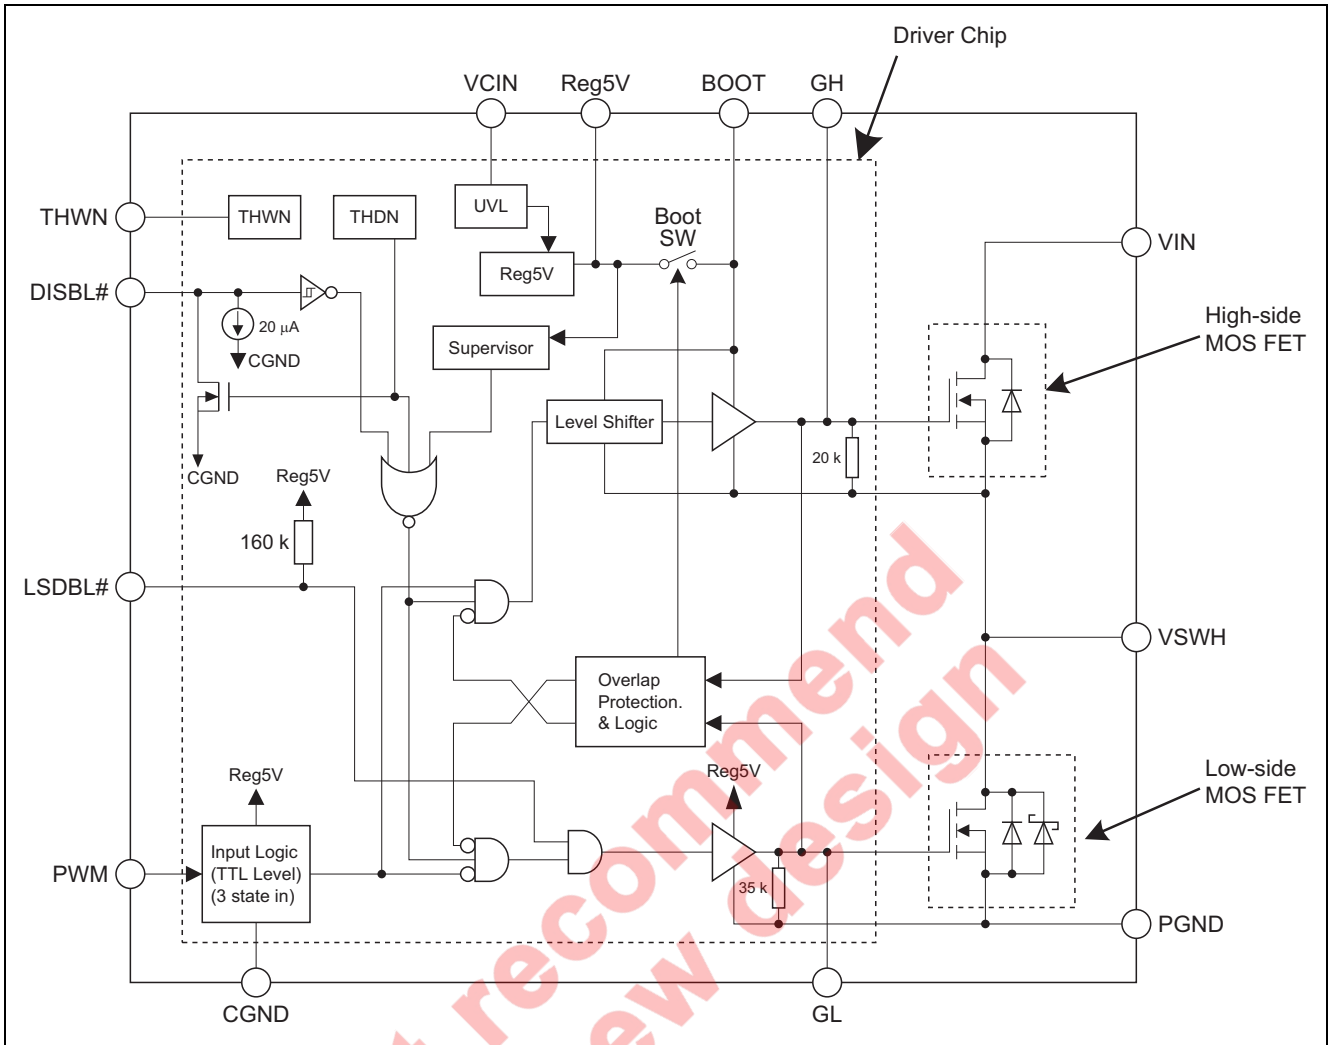 Driver Chip
VCIN
Reg5V
BOOT
GH
THWN
THWN
THDN
UVL
Boot
SW
Reg5V
VIN
DISBL#
20 μA
CGND
Supervisor
High-side
MOS FET
Level Shifter
20 k
CGND
Reg5V
160 k
LSDBL#
VSWH
Overlap
Protection.
& Logic
Reg5V
Reg5V
Low-side
MOS FET
Input Logic
(TTL Level)
(3 state in)
PWM
35 k
PGND
CGND
GL
t recommend
ew design